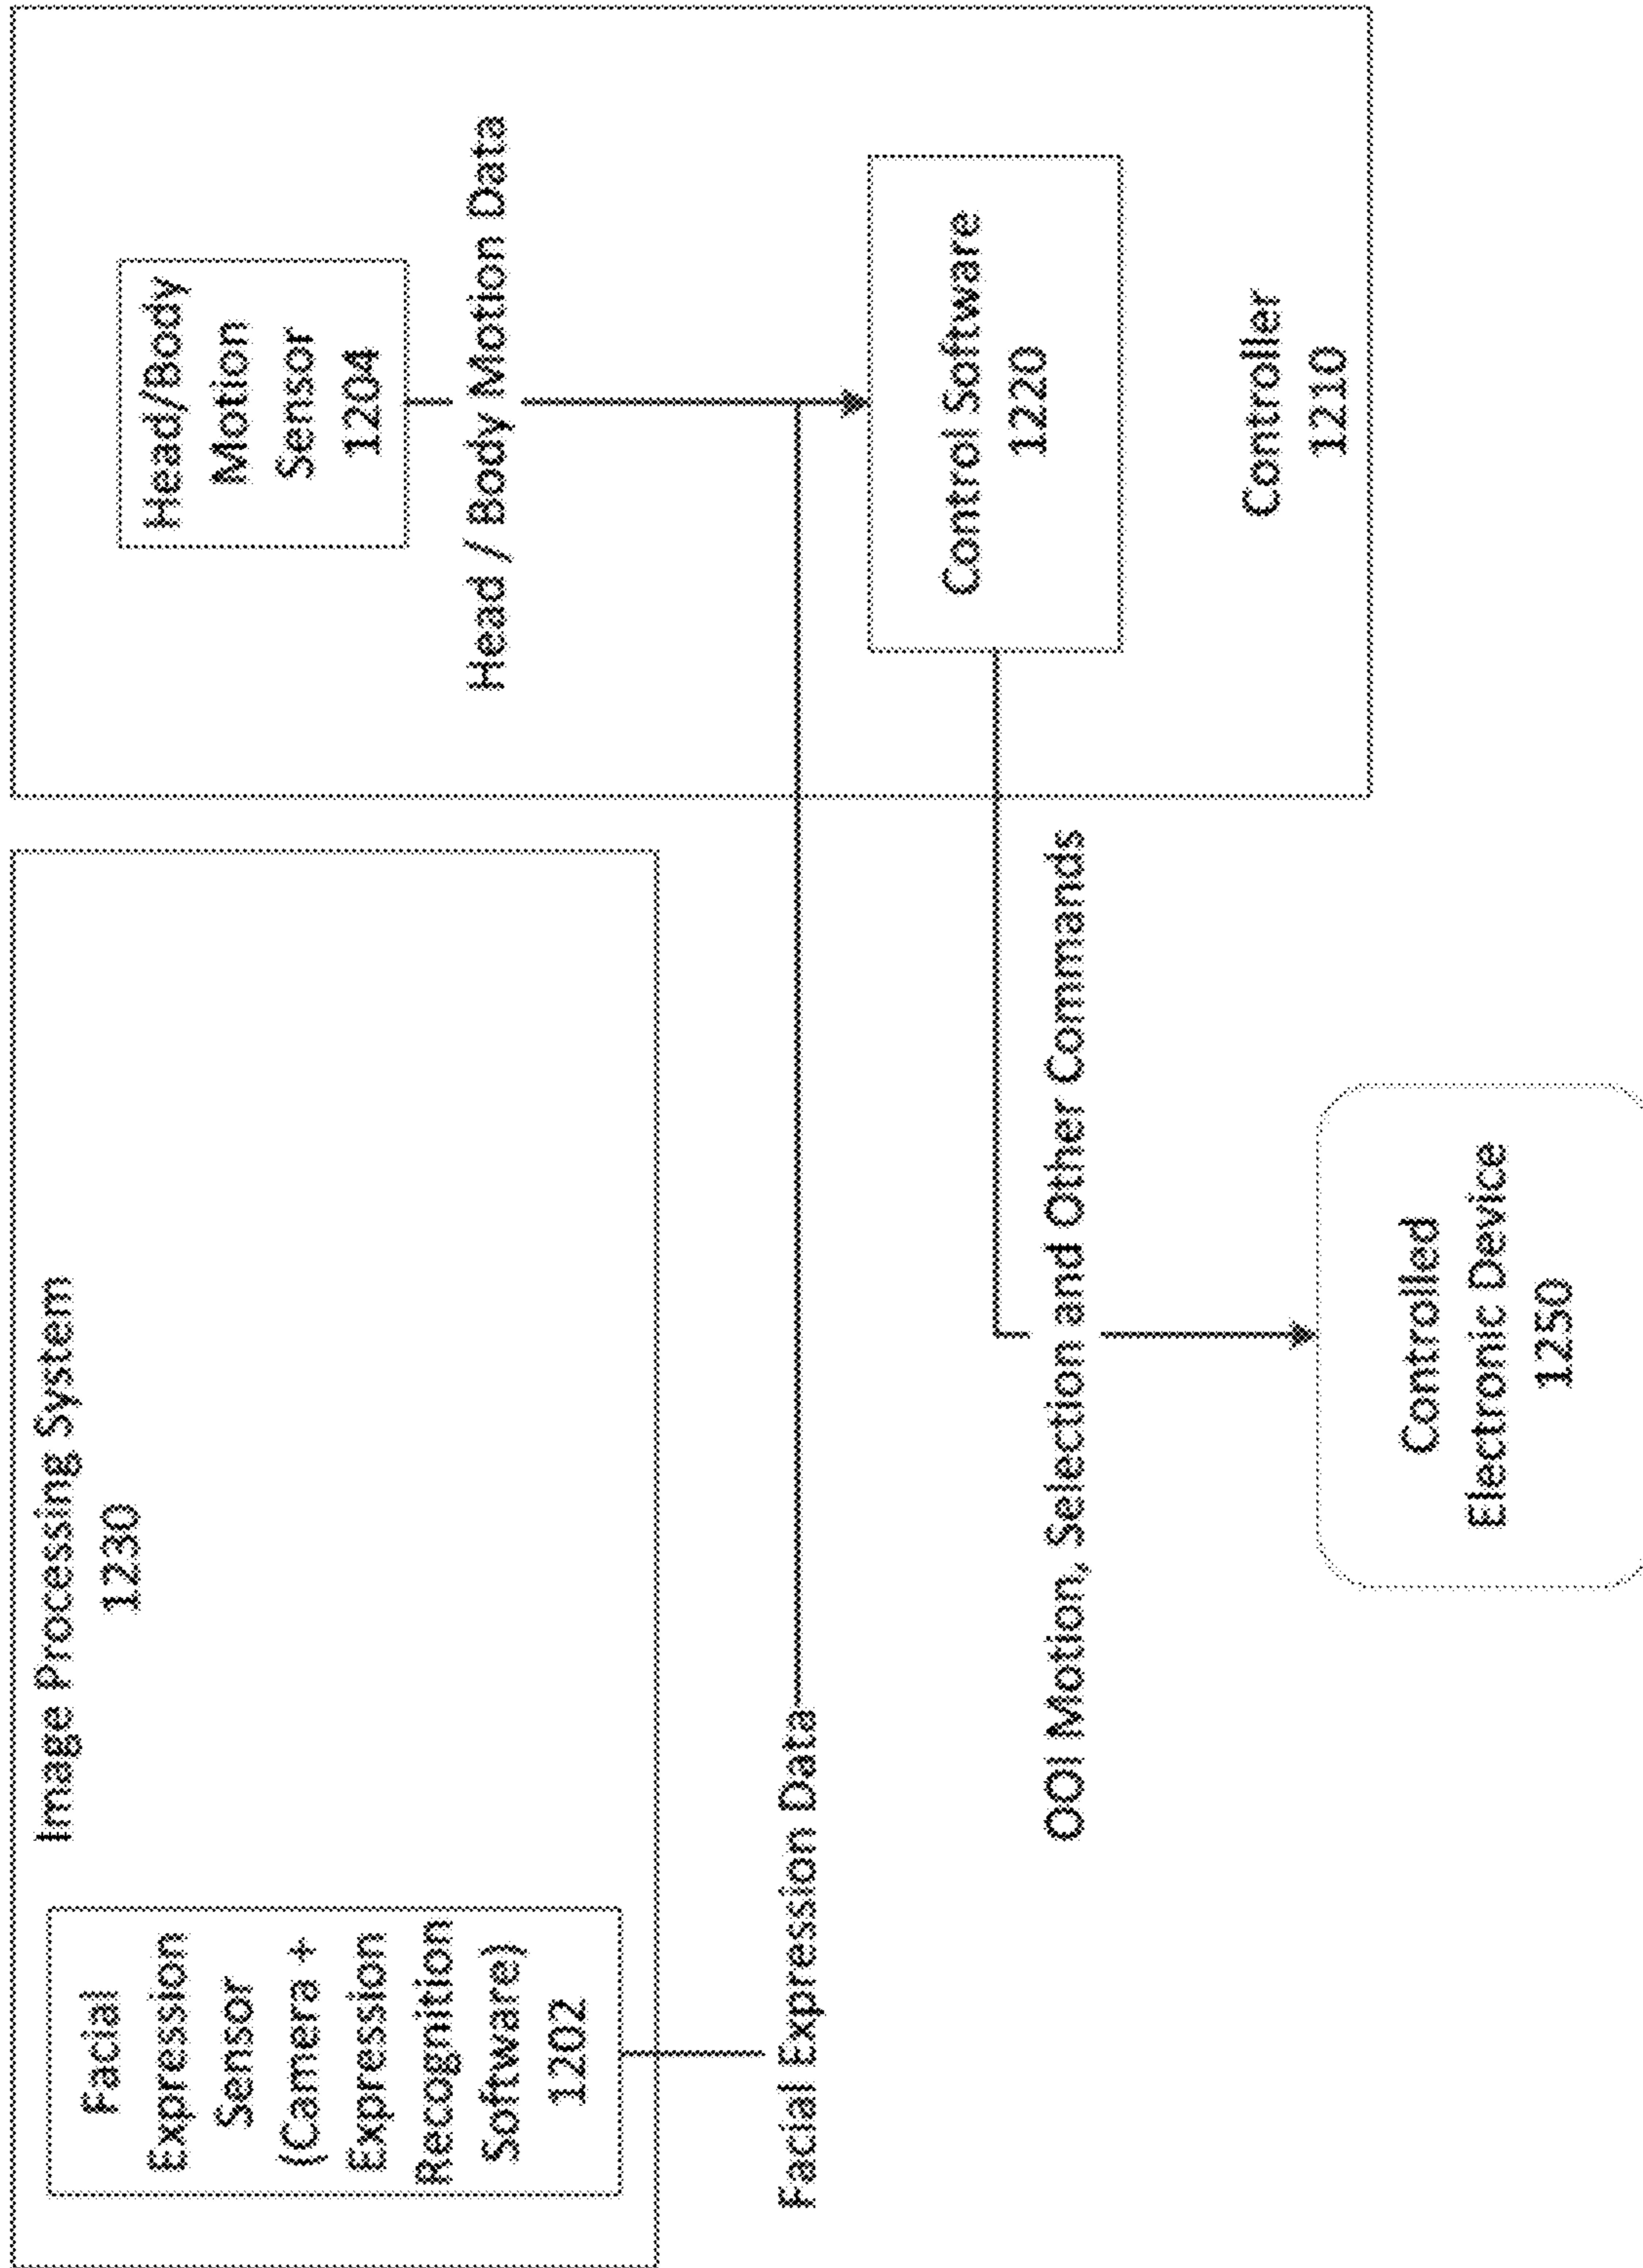 Image Processing System
1230
Facial
Expression
Sensor
(Camera +
Expression
Recognition
Software)
1202
Head/Body
Motion
Sensor
1204
Head / Body Motion Data
Facial Expression Data
Control Software
1220
OOI Motion, Selection and Other Commands
Controller
1210
Controlled
Electronic Device
1250